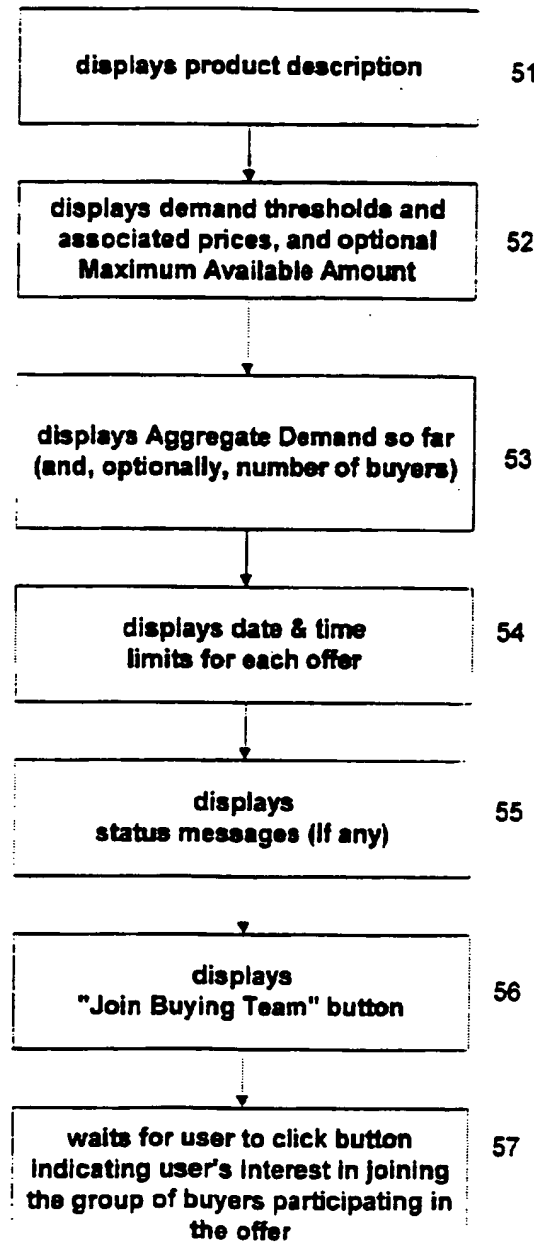 displays product description
51
displays demand thresholds and
associated prices, and optional
Maximum Available Amount
52
displays Aggregate Demand so far
(and, optionally, number of buyers)
53
displays date & time
limits for each offer
54
displays
status messages (If any)
55
displays
"Join Buying Team" button
56
waits for user to click button
indicating user's interest in joining
the group of buyers participating in
the offer
57